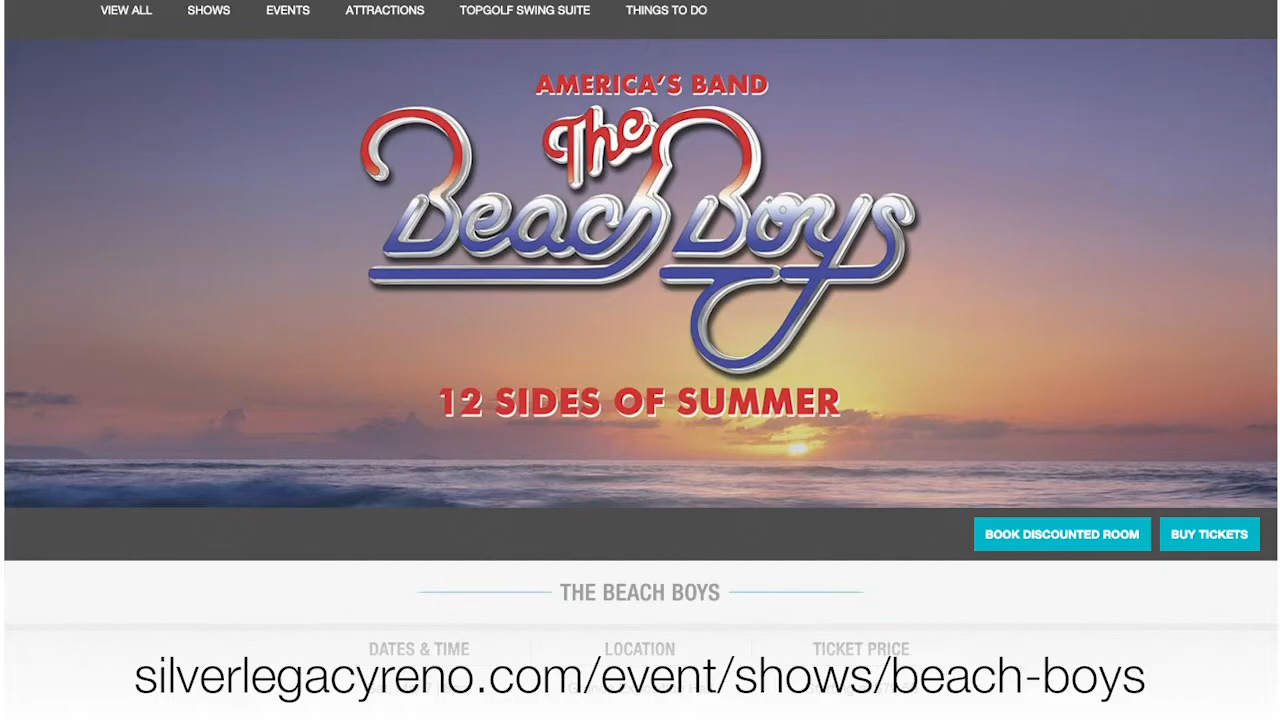 VIEW ALL SHOWS EVENTS ATTRACTIONS TOPGOLF SWING SUITE THINGS TO DO
AMERICA'S BAND
The
Beach Boys
12 SIDES OF SUMMER
BOOK DISCOUNTED ROOM BUY TICKETS
THE BEACH BOYS
DATES & TIME LOCATION TICKET PRICE
silverlegacyreno.com/event/shows/beach-boys